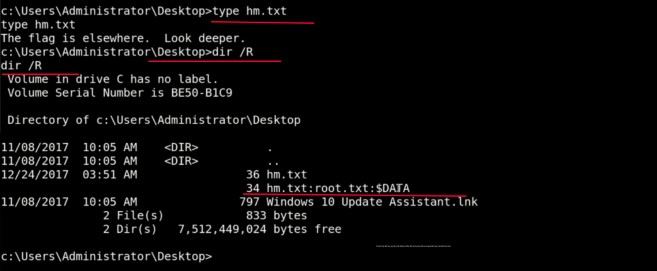 c:\Users\Administrator\Desktop>type hm.txt
type hm.txt
The flag is elsewhere.  Look deeper.
c:\Users\Administrator\Desktop>dir /R
dir /R
 Volume in drive C has no label.
 Volume Serial Number is BE50-B1C9
 Directory of c:\Users\Administrator\Desktop
11/08/2017  10:05 AM    <DIR>          .
11/08/2017  10:05 AM    <DIR>          ..
12/24/2017  03:51 AM                36 hm.txt
                                    34 hm.txt:root.txt:$DATA
11/08/2017  10:05 AM               797 Windows 10 Update Assistant.lnk
               2 File(s)            833 bytes
               2 Dir(s)   7,512,449,024 bytes free
c:\Users\Administrator\Desktop>